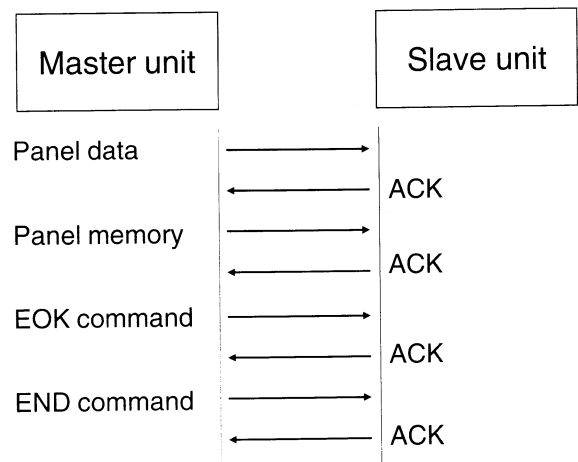 Master unit
Slave unit
Panel data
ACK
Panel memory
ACK
EOK command
ACK
END command
ACK